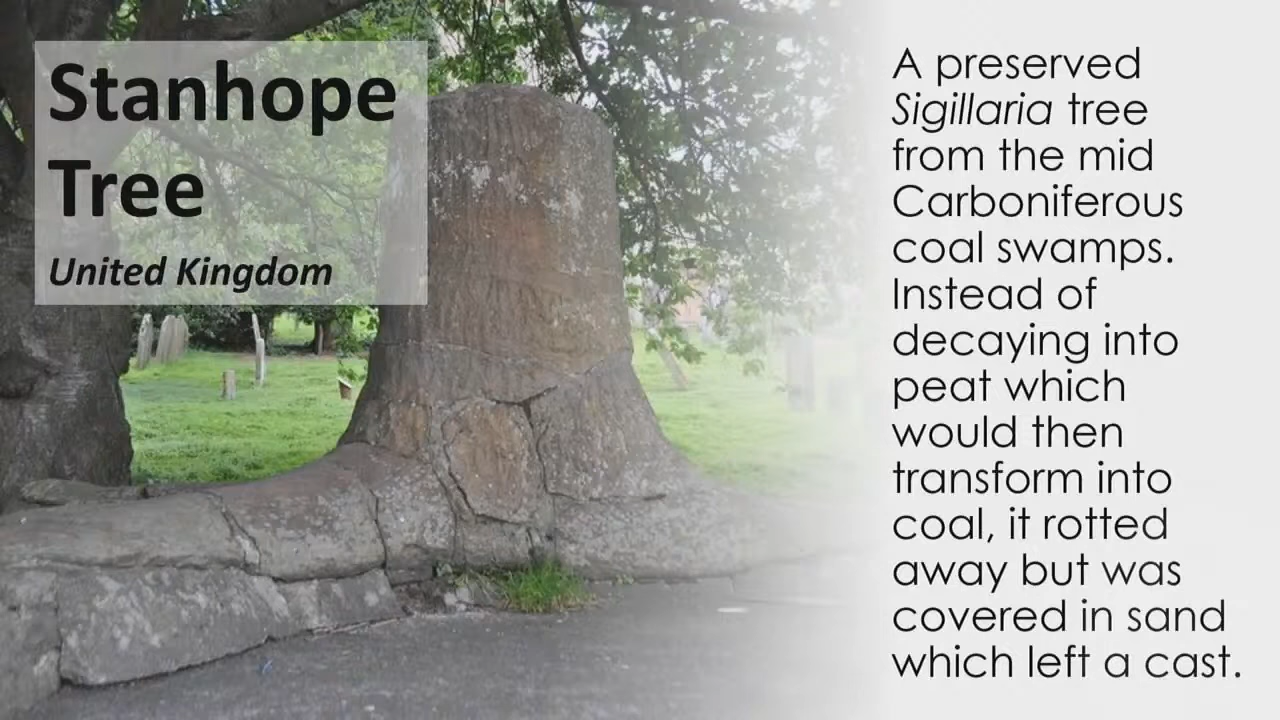 Stanhope
Tree
United Kingdom
A preserved
Sigillaria tree
from the mid
Carboniferous
coal swamps.
Instead of
decaying into
peat which
would then
transform into
coal, it rotted
away but was
covered in sand
which left a cast.